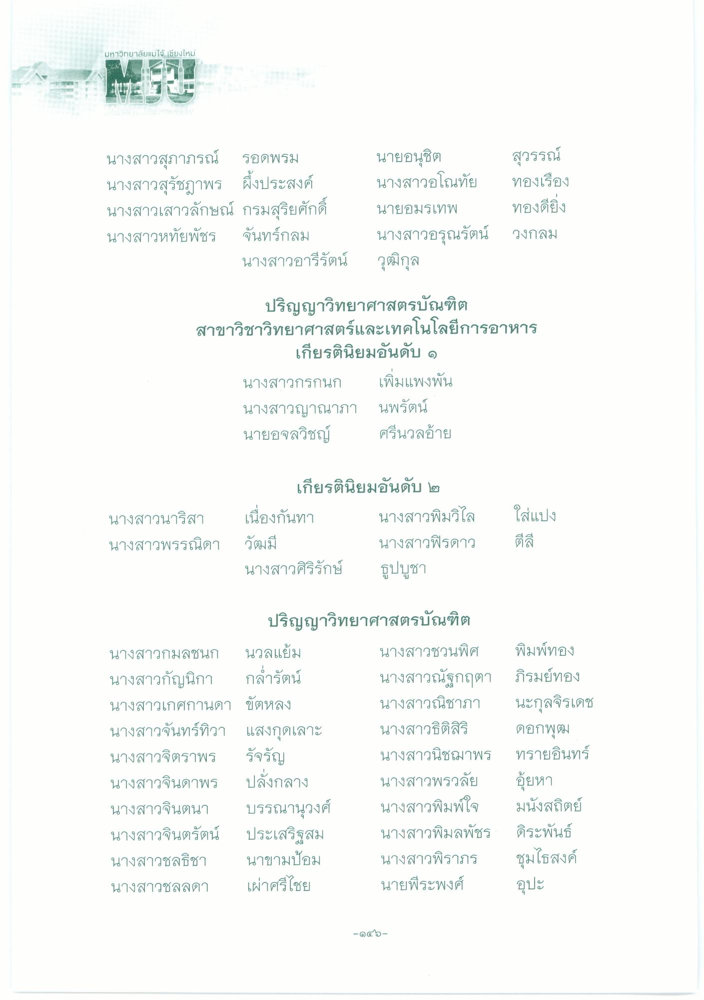 มหาวิทยาลัยแม่โจ้ เชียงใหม่
MJU
Maejo University
นางสาวสุภาภรณ์ รอดพรม นายอนุชิต สุวรรณ์
นางสาวสุรัชฎาพร ผึ้งประสงค์ นางสาวอโณทัย ทองเรือง
นางสาวเสาวลักษณ์ กรมสุริยศักดิ์ นายอมรเทพ ทองดียิ่ง
นางสาวหทัยพัชร จันทร์กลม นางสาวอรุณรัตน์ วงกลม
นางสาวอารีรัตน์ วุฒิกุล
ปริญญาวิทยาศาสตรบัณฑิต
สาขาวิชาวิทยาศาสตร์และเทคโนโลยีการอาหาร
เกียรตินิยมอันดับ ๑
นางสาวกรกนก เพิ่มแพงพัน
นางสาวญาณาภา นพรัตน์
นายอจลวิชญ์ ศรีนวลอ้าย
เกียรตินิยมอันดับ ๒
นางสาวนาริสา เนื่องกันทา นางสาวพิมวิไล ใส่แปง
นางสาวพรรณิดา วัฒมี นางสาวฟิรดาว ตีลี
นางสาวศิริรักษ์ ธูปบูชา
ปริญญาวิทยาศาสตรบัณฑิต
นางสาวกมลชนก นวลแย้ม นางสาวชวนพิศ พิมพ์ทอง
นางสาวกัญนิกา กล่ำรัตน์ นางสาวณัฐกฤตา ภิรมย์ทอง
นางสาวเกศกานดา ขัตหลง นางสาวณิชาภา นะกุลจิรเดช
นางสาวจันทร์ทิวา แสงกุดเลาะ นางสาวธิติสิริ ดอกพุฒ
นางสาวจิตราพร รัจรัญ นางสาวนิชฌาพร ทรายอินทร์
นางสาวจินดาพร ปลั่งกลาง นางสาวพรวลัย อุ้ยหา
นางสาวจินตนา บรรณานุวงศ์ นางสาวพิมพ์ใจ มนังสถิตย์
นางสาวจินตรัตน์ ประเสริฐสม นางสาวพิมลพัชร ดิระพันธ์
นางสาวชลธิชา นาขามป้อม นางสาวพิราภร ชุมไธสงค์
นางสาวชลลดา เผ่าศรีไชย นายพีระพงศ์ อุปะ
-๑๔๖-